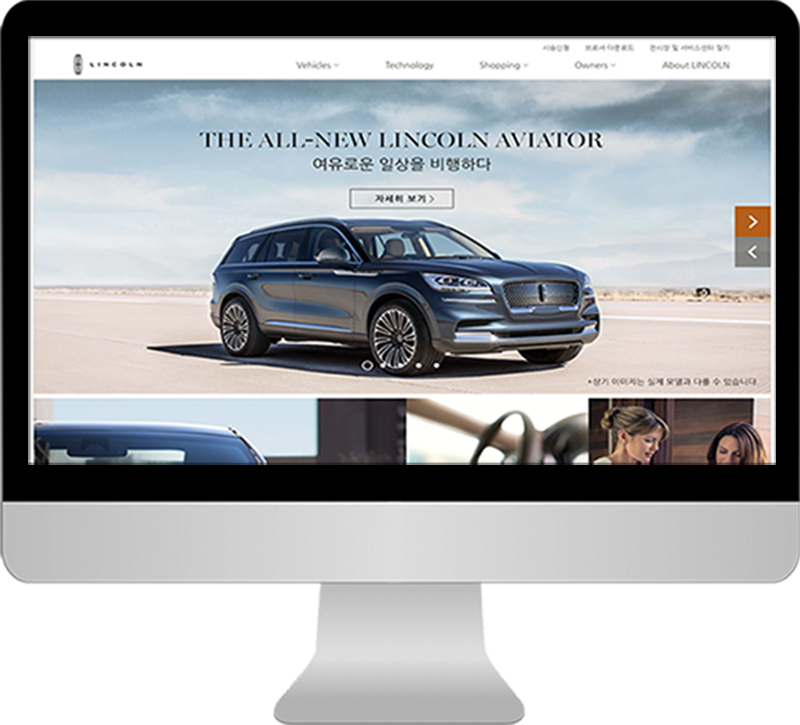 시승신청 브로셔 다운로드 전시장 및 서비스센터 찾기
LINCOLN Vehicles Technology Shopping Owners About LINCOLN
THE ALL-NEW LINCOLN AVIATOR
여유로운 일상을 비행하다
자세히 보기
*상기 이미지는 실제 모델과 다를 수 있습니다.